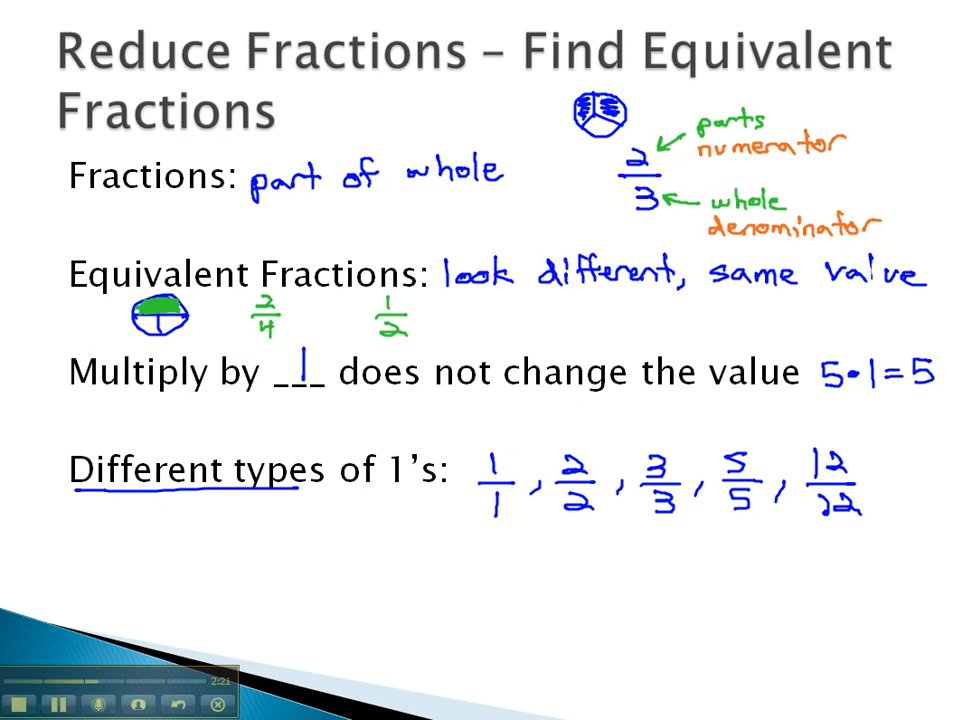 Reduce Fractions – Find Equivalent
Fractions
parts
numerator
Fractions: part of whole
2
3
whole
denominator
Equivalent Fractions: look different, same value
2/4 1/2
Multiply by _1_ does not change the value 5•1=5
Different types of 1's: 1/1, 2/2, 3/3, 5/5, 12/12
2:21